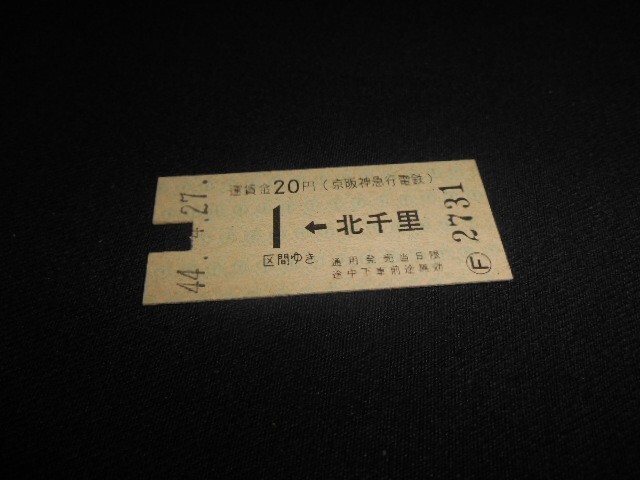 44.-4.27.
運賃金20円(京阪神急行電鉄)
1 ← 北千里
区間ゆき
通用発売当日限
途中下車前途無効
Ⓕ 2731